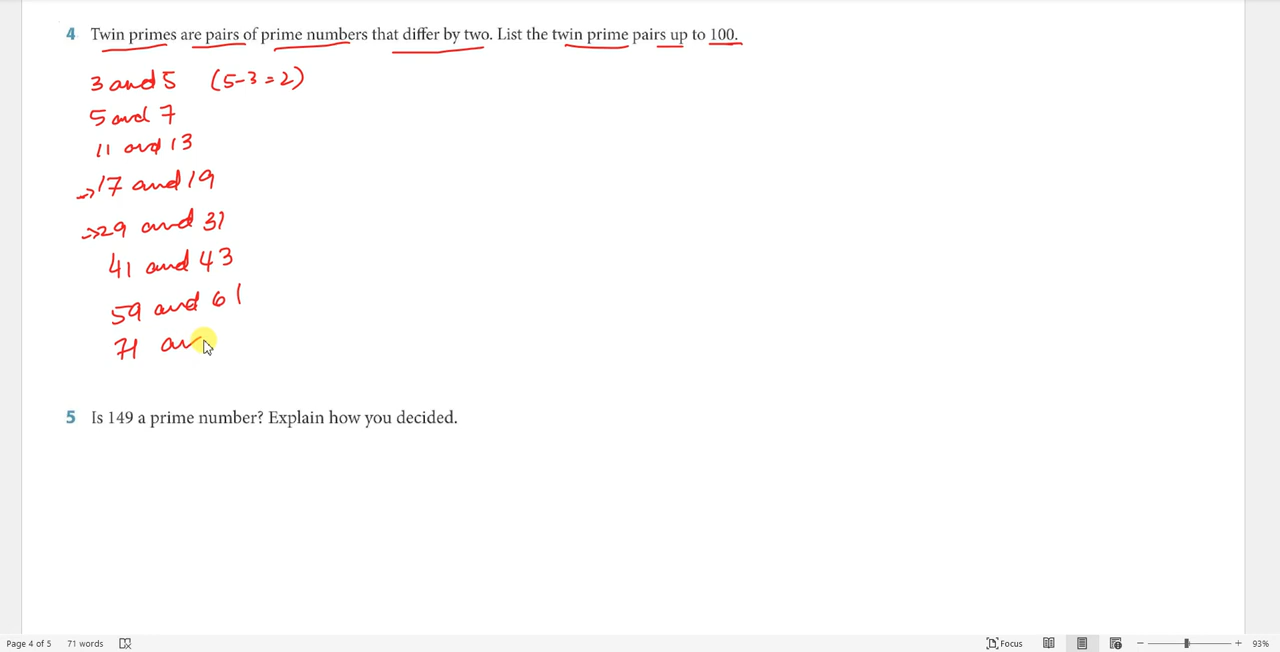 4 Twin primes are pairs of prime numbers that differ by two. List the twin prime pairs up to 100.
3 and 5 (5-3=2)
5 and 7
11 and 13
→17 and 19
→29 and 31
41 and 43
59 and 61
71 an
5 Is 149 a prime number? Explain how you decided.
Page 4 of 5 71 words Focus 93%